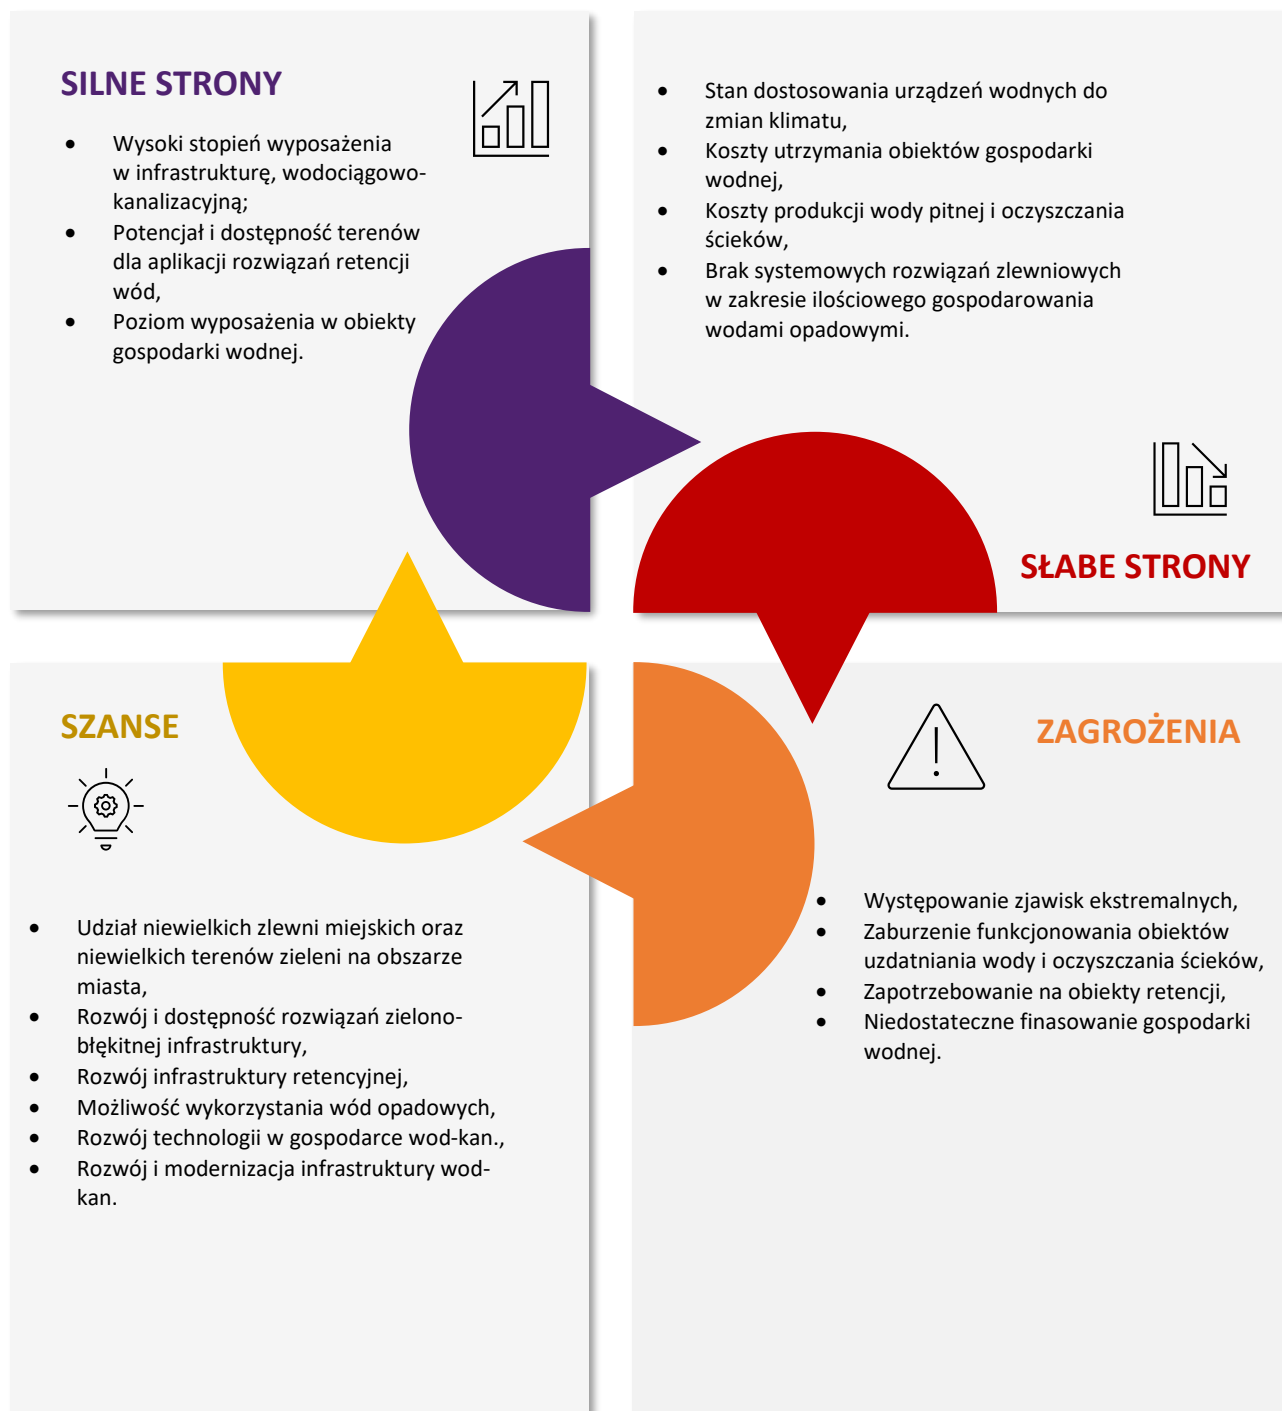 SILNE STRONY
• Wysoki stopień wyposażenia
w infrastrukturę, wodociągowo-
kanalizacyjną;
• Potencjał i dostępność terenów
dla aplikacji rozwiązań retencji
wód,
• Poziom wyposażenia w obiekty
gospodarki wodnej.
• Stan dostosowania urządzeń wodnych do
zmian klimatu,
• Koszty utrzymania obiektów gospodarki
wodnej,
• Koszty produkcji wody pitnej i oczyszczania
ścieków,
• Brak systemowych rozwiązań zlewniowych
w zakresie ilościowego gospodarowania
wodami opadowymi.
SŁABE STRONY
SZANSE
• Udział niewielkich zlewni miejskich oraz
niewielkich terenów zieleni na obszarze
miasta,
• Rozwój i dostępność rozwiązań zielono-
błękitnej infrastruktury,
• Rozwój infrastruktury retencyjnej,
• Możliwość wykorzystania wód opadowych,
• Rozwój technologii w gospodarce wod-kan.,
• Rozwój i modernizacja infrastruktury wod-
kan.
ZAGROŻENIA
• Występowanie zjawisk ekstremalnych,
• Zaburzenie funkcjonowania obiektów
uzdatniania wody i oczyszczania ścieków,
• Zapotrzebowanie na obiekty retencji,
• Niedostateczne finasowanie gospodarki
wodnej.